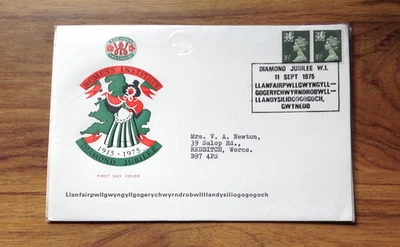 WOMENS INSTITUTE
1915 - 1975
DIAMOND JUBILEE
FIRST DAY COVER
DIAMOND JUBILEE W.I.
11 SEPT 1975
LLANFAIRPWLLGWYNGYLL-
GOGERYCHWYRNDROBWLL-
LLANDYSILIOGOGOGOCH,
GWYNEDD
Mrs. V. A. Newton,
39 Salop Rd.,
REDDITCH, Worcs.
B97 4PS
Llanfairpwllgwyngyllgogerychwyrndrobwllllandysiliogogogoch